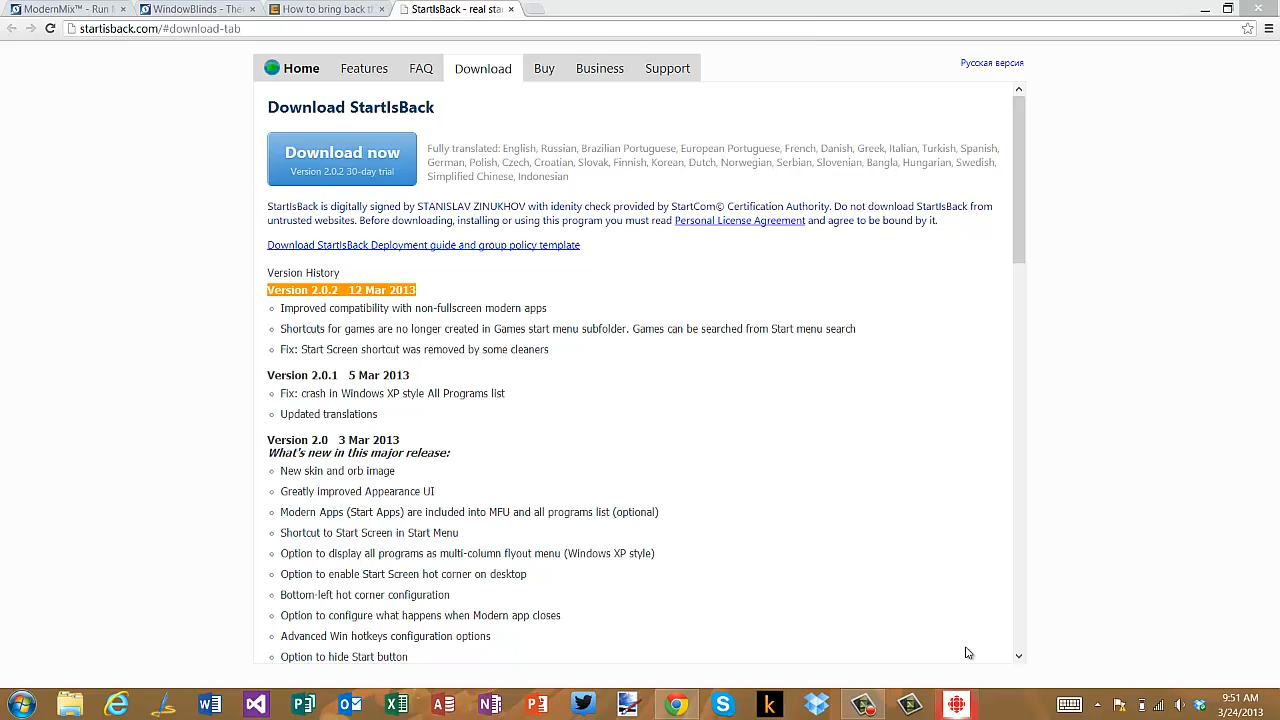 ModernMix™ - Run M
WindowBlinds - The
How to bring back th
StartIsBack - real sta
startisback.com/#download-tab
Home
Features
FAQ
Download
Buy
Business
Support
Русская версия
Download StartIsBack
Download now
Version 2.0.2 30-day trial
Fully translated: English, Russian, Brazilian Portuguese, European Portuguese, French, Danish, Greek, Italian, Turkish, Spanish,
German, Polish, Czech, Croatian, Slovak, Finnish, Korean, Dutch, Norwegian, Serbian, Slovenian, Bangla, Hungarian, Swedish,
Simplified Chinese, Indonesian
StartIsBack is digitally signed by STANISLAV ZINUKHOV with idenity check provided by StartCom© Certification Authority. Do not download StartIsBack from
untrusted websites. Before downloading, installing or using this program you must read Personal License Agreement and agree to be bound by it.
Download StartIsBack Deployment guide and group policy template
Version History
Version 2.0.2 12 Mar 2013
Improved compatibility with non-fullscreen modern apps
Shortcuts for games are no longer created in Games start menu subfolder. Games can be searched from Start menu search
Fix: Start Screen shortcut was removed by some cleaners
Version 2.0.1 5 Mar 2013
Fix: crash in Windows XP style All Programs list
Updated translations
Version 2.0 3 Mar 2013
What's new in this major release:
New skin and orb image
Greatly improved Appearance UI
Modern Apps (Start Apps) are included into MFU and all programs list (optional)
Shortcut to Start Screen in Start Menu
Option to display all programs as multi-column flyout menu (Windows XP style)
Option to enable Start Screen hot corner on desktop
Bottom-left hot corner configuration
Option to configure what happens when Modern app closes
Advanced Win hotkeys configuration options
Option to hide Start button
9:51 AM
3/24/2013